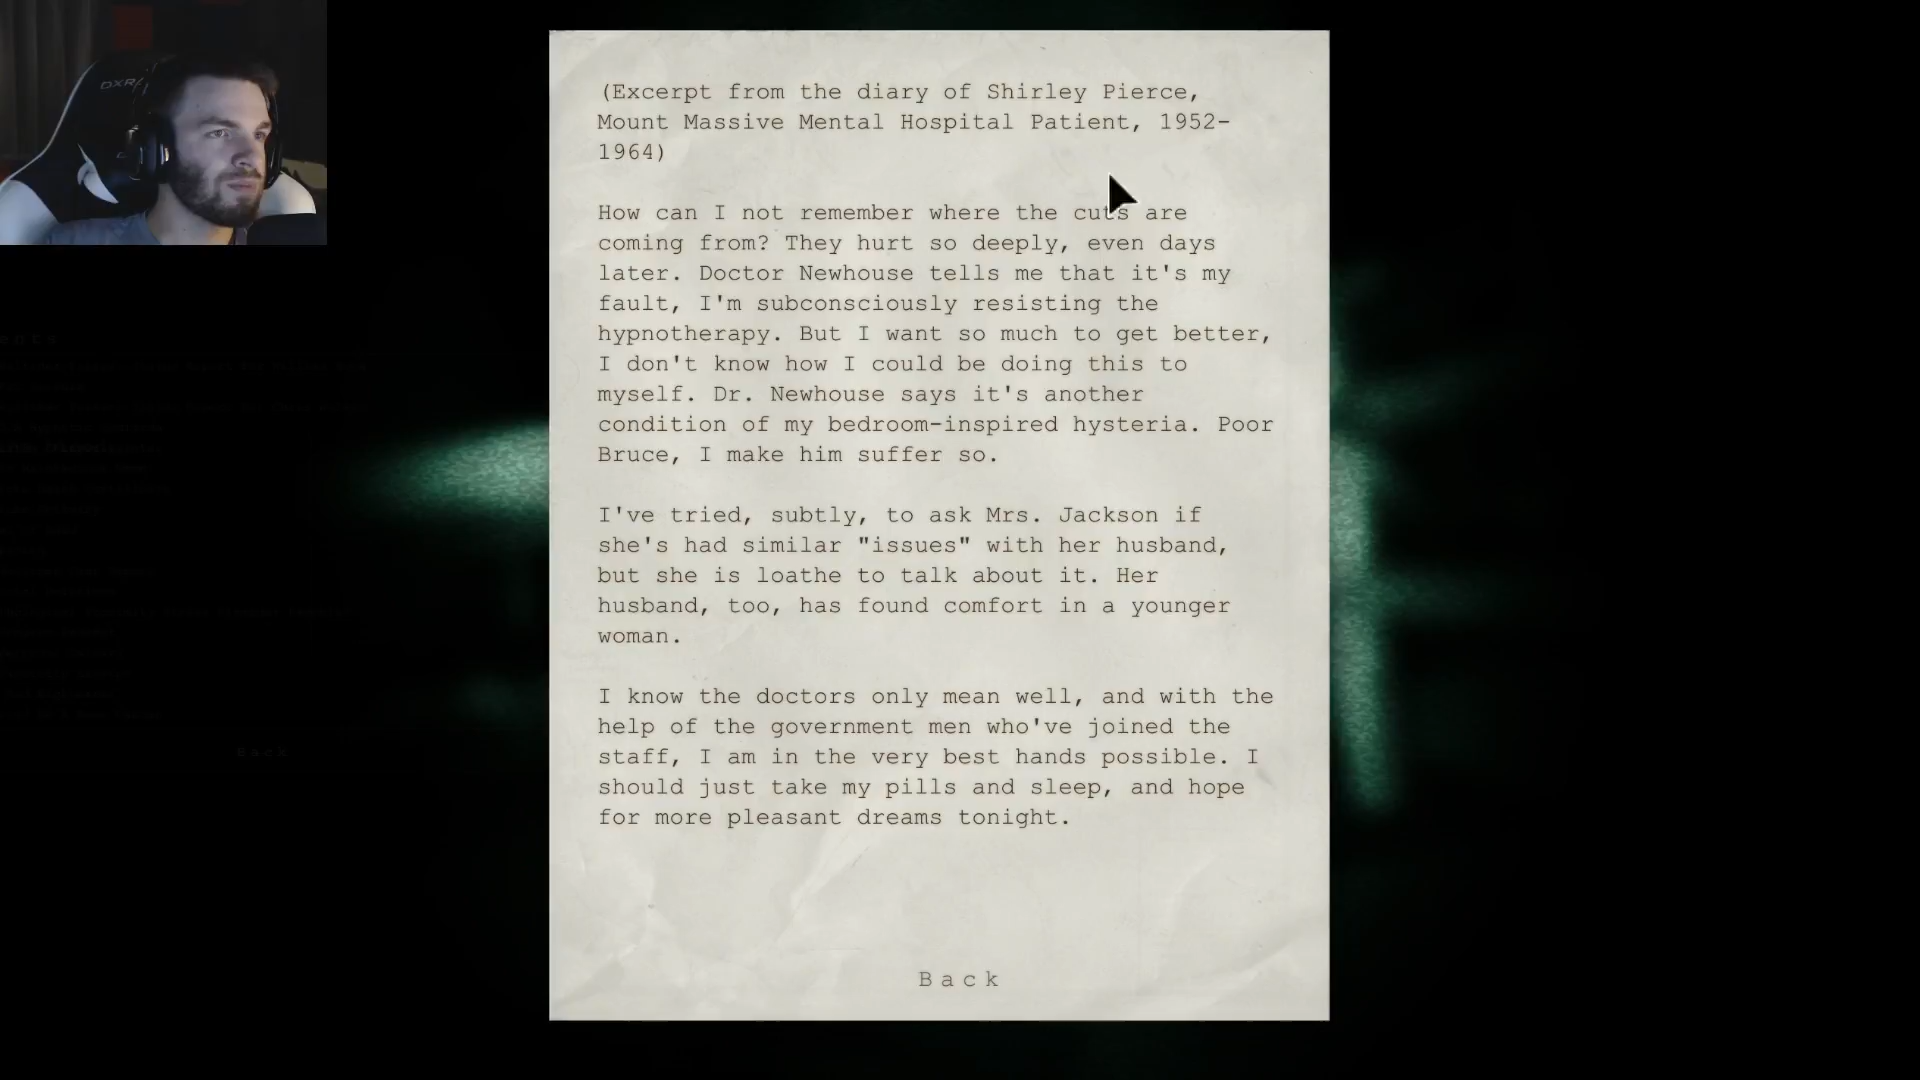 (Excerpt from the diary of Shirley Pierce,
Mount Massive Mental Hospital Patient, 1952-
1964)
How can I not remember where the cuts are
coming from? They hurt so deeply, even days
later. Doctor Newhouse tells me that it's my
fault, I'm subconsciously resisting the
hypnotherapy. But I want so much to get better,
I don't know how I could be doing this to
myself. Dr. Newhouse says it's another
condition of my bedroom-inspired hysteria. Poor
Bruce, I make him suffer so.
I've tried, subtly, to ask Mrs. Jackson if
she's had similar "issues" with her husband,
but she is loathe to talk about it. Her
husband, too, has found comfort in a younger
woman.
I know the doctors only mean well, and with the
help of the government men who've joined the
staff, I am in the very best hands possible. I
should just take my pills and sleep, and hope
for more pleasant dreams tonight.
Back
Back